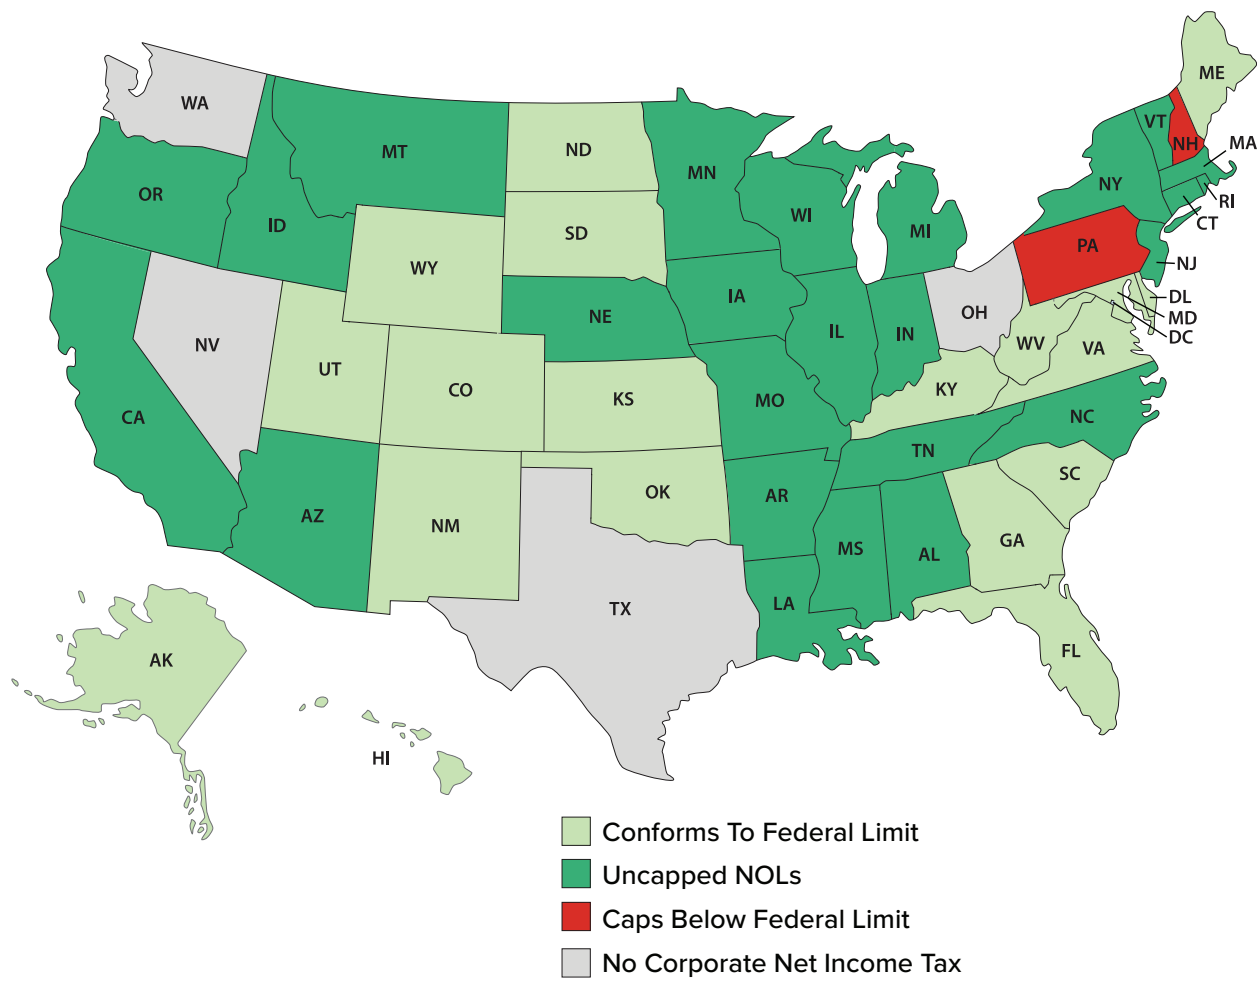 ME
WA
VT
NH
MA
MT
ND
MN
OR
NY
RI
WI
CT
ID
SD
MI
PA
WY
NJ
IA
DL
NE
OH
MD
IL
IN
DC
NV
WV
VA
UT
CO
KY
KS
MO
CA
NC
TN
SC
OK
AR
AZ
NM
GA
MS
AL
LA
TX
FL
AK
HI
Conforms To Federal Limit
Uncapped NOLs
Caps Below Federal Limit
No Corporate Net Income Tax